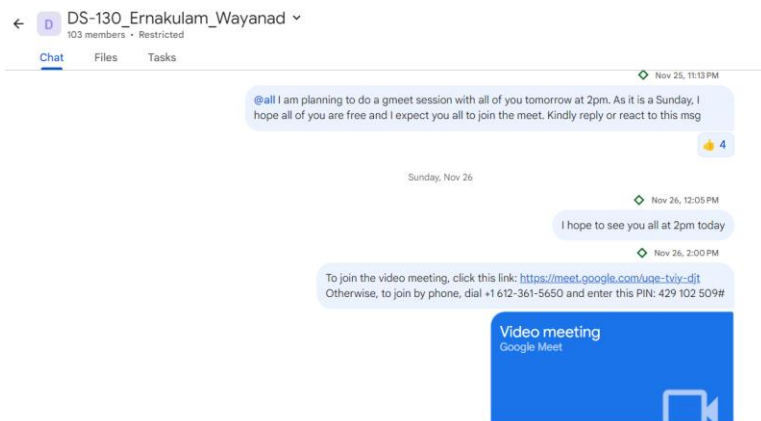 D
DS-130_Ernakulam_Wayanad
103 members • Restricted
Chat Files Tasks
Nov 25, 11:13 PM
@all I am planning to do a gmeet session with all of you tomorrow at 2pm. As it is a Sunday, I
hope all of you are free and I expect you all to join the meet. Kindly reply or react to this msg
👍 4
Sunday, Nov 26
Nov 26, 12:05 PM
I hope to see you all at 2pm today
Nov 26, 2:00 PM
To join the video meeting, click this link: https://meet.google.com/uqe-tviy-djt
Otherwise, to join by phone, dial +1 612-361-5650 and enter this PIN: 429 102 509#
Video meeting
Google Meet